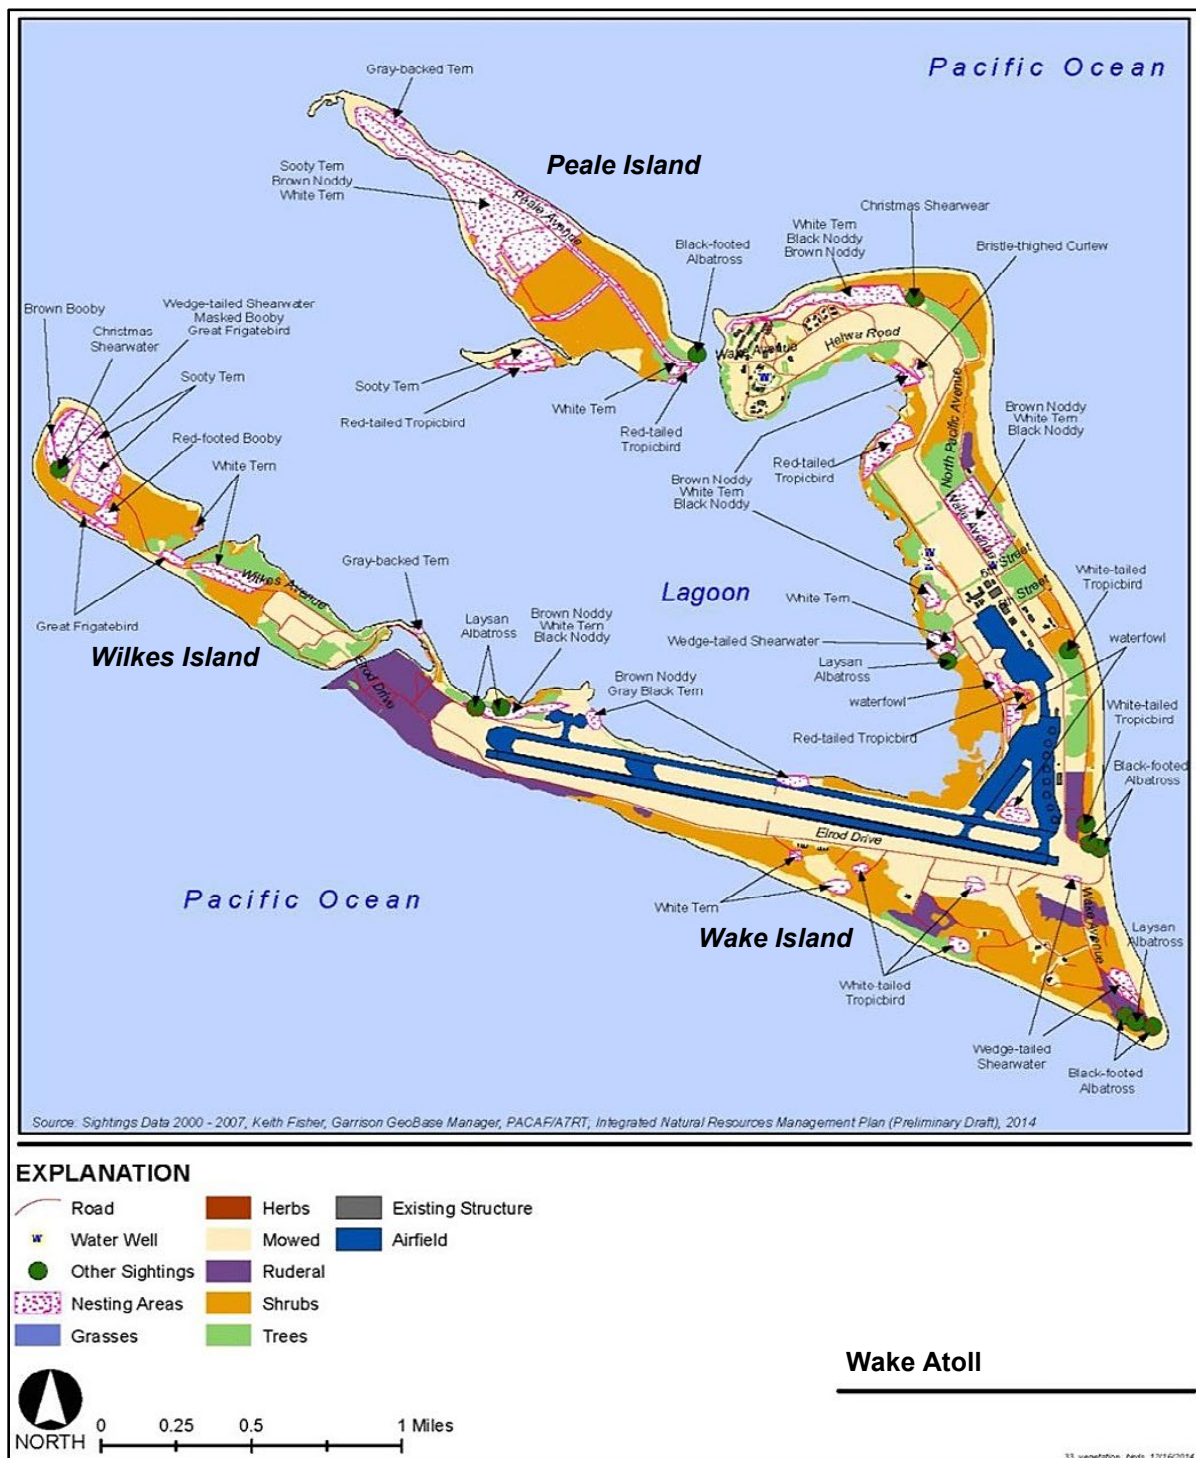 Pacific Ocean
Gray-backed Tern
Peale Island
Sooty Tern
Brown Noddy
White Tern
Peale Avenue
Christmas Shearwear
White Tern
Black Noddy
Brown Noddy
Bristle-thighed Curlew
Black-footed
Albatross
Brown Booby
Wedge-tailed Shearwater
Masked Booby
Great Frigatebird
Christmas
Shearwater
Sooty Tern
Red-footed Booby
White Tern
Sooty Tern
Red-tailed Tropicbird
White Tern
Red-tailed
Tropicbird
Wake Avenue
Helwa Road
W
North Pacific Avenue
Brown Noddy
White Tern
Black Noddy
Red-tailed
Tropicbird
Brown Noddy
White Tern
Black Noddy
Wake Avenue
W
W
W
6th Street
Street
White-tailed
Tropicbird
Great Frigatebird
Wilkes Avenue
Wilkes Island
Gray-backed Tern
Lagoon
White Tern
Wedge-tailed Shearwater
Laysan
Albatross
waterfowl
waterfowl
Red-tailed Tropicbird
Elrod Drive
Laysan
Albatross
Brown Noddy
White Tern
Black Noddy
Brown Noddy
Gray Black Tern
White-tailed
Tropicbird
Black-footed
Albatross
Elrod Drive
Pacific Ocean
White Tern
Wake Island
White-tailed
Tropicbird
Wake Avenue
Laysan
Albatross
Wedge-tailed
Shearwater
Black-footed
Albatross
Source: Sightings Data 2000 - 2007, Keith Fisher, Garrison GeoBase Manager, PACAF/A7RT; Integrated Natural Resources Management Plan (Preliminary Draft), 2014
EXPLANATION
Road
Water Well
Other Sightings
Nesting Areas
Grasses
Herbs
Mowed
Ruderal
Shrubs
Trees
Existing Structure
Airfield
W
Wake Atoll
NORTH
0 0.25 0.5 1 Miles